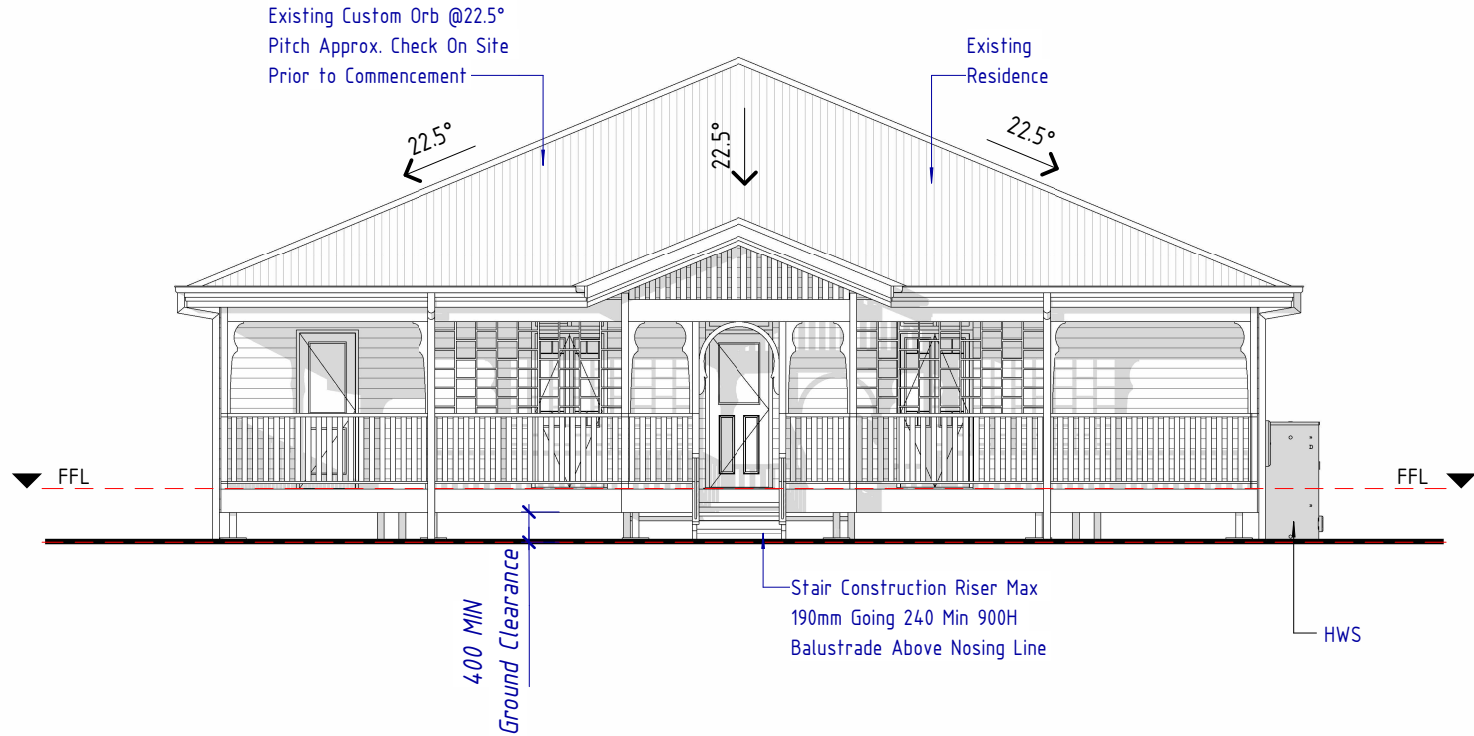 Existing Custom Orb @22.5°
Pitch Approx. Check On Site
Prior to Commencement
Existing
Residence
22.5°
22.5°
22.5°
FFL
FFL
400 MIN
Ground Clearance
Stair Construction Riser Max
190mm Going 240 Min 900H
Balustrade Above Nosing Line
HWS